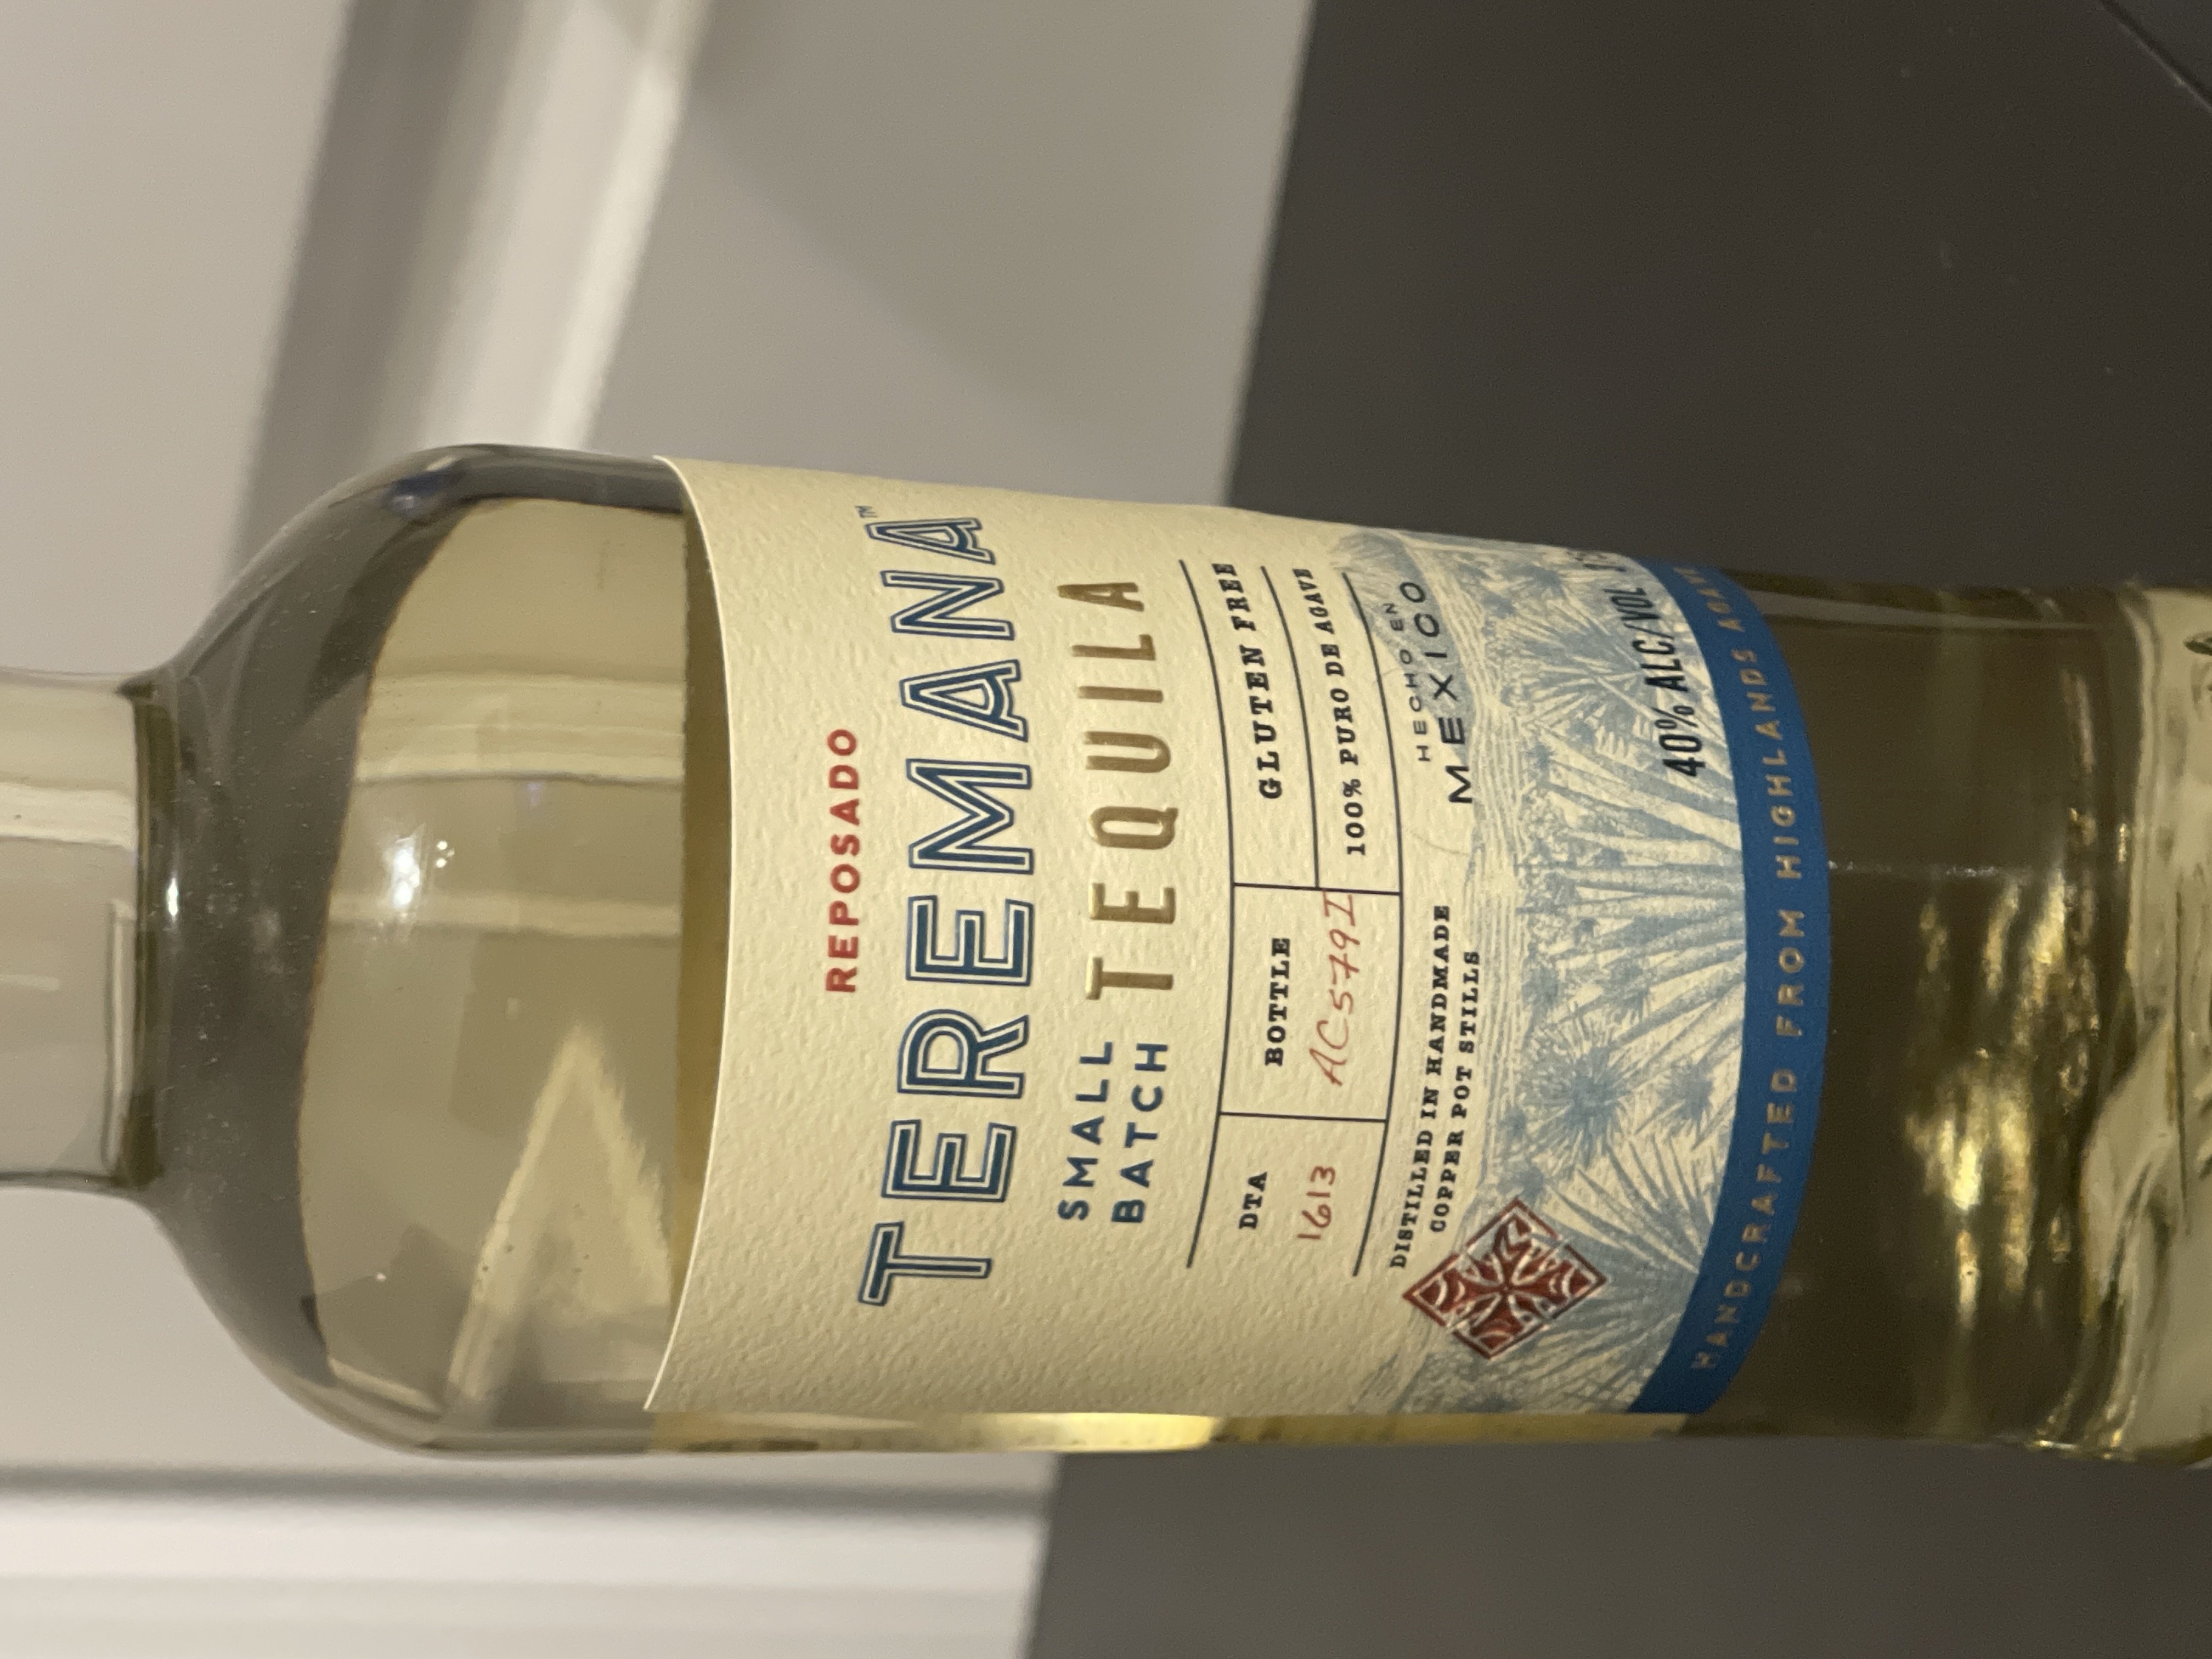 REPOSADO
TEREMANA™
SMALL BATCH TEQUILA
DTA
1613
BOTTLE
AC5791
GLUTEN FREE
100% PURO DE AGAVE
DISTILLED IN HANDMADE
COPPER POT STILLS
HECHO EN
MEXICO
40% ALC/VOL
HANDCRAFTED FROM HIGHLANDS AGAVE